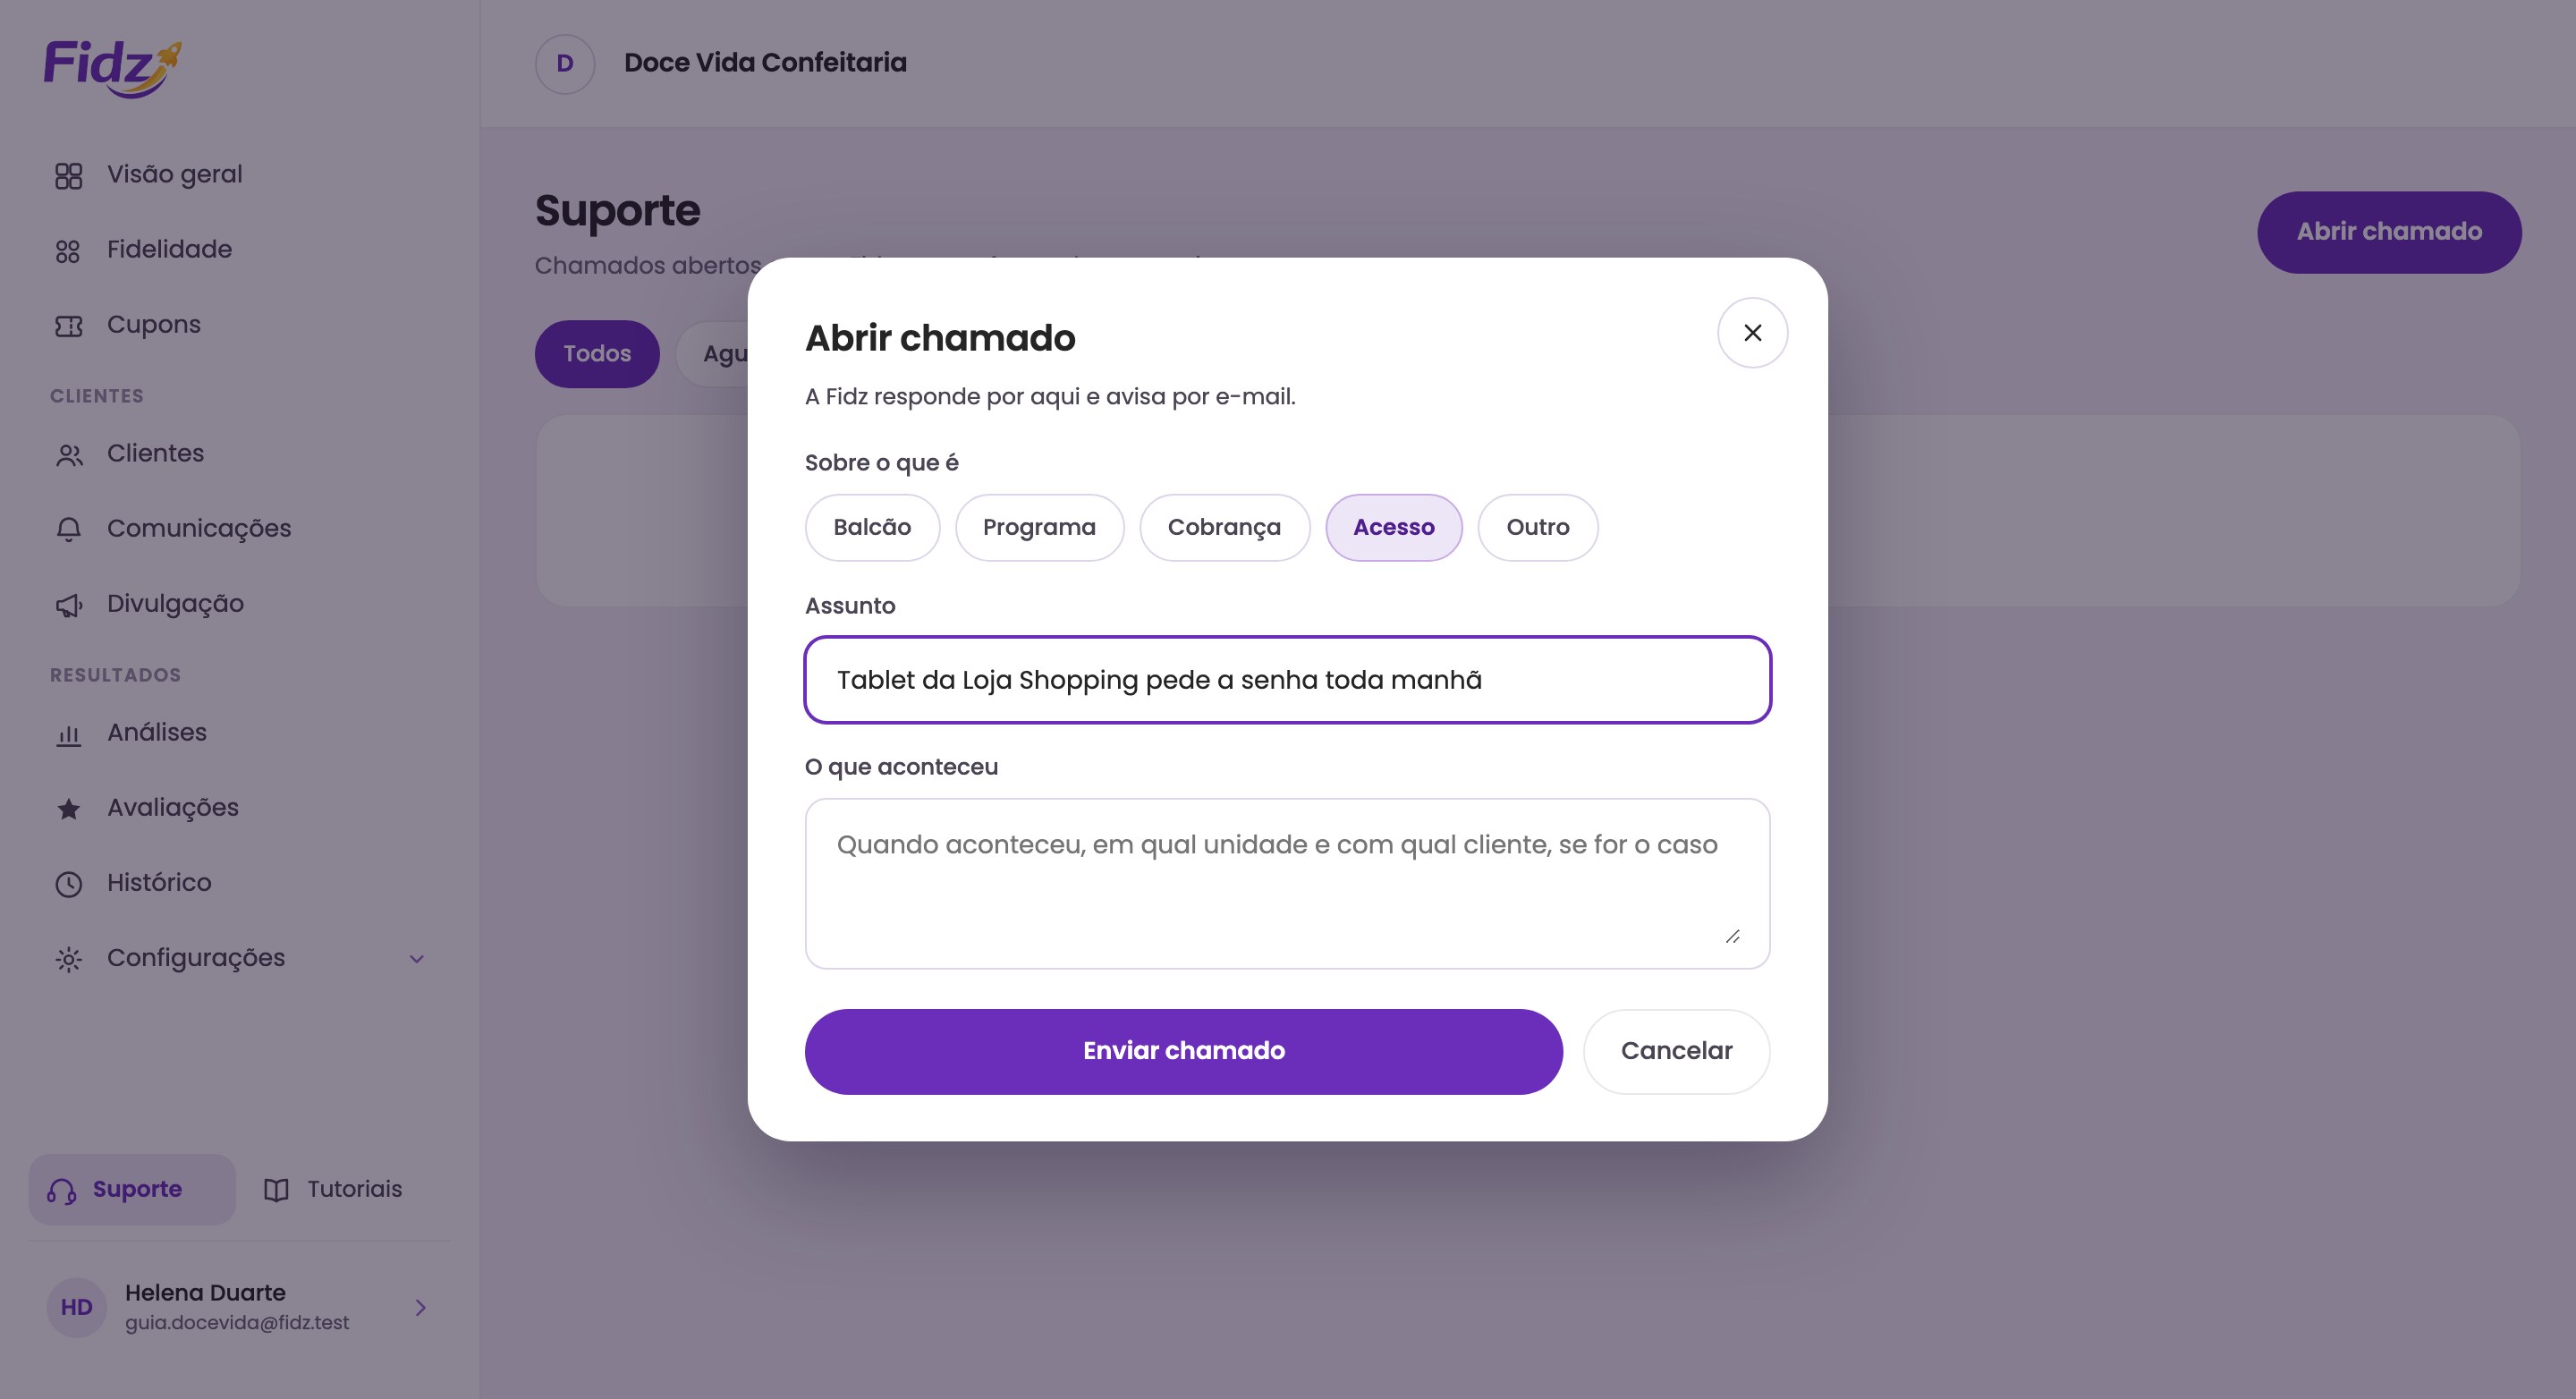 Fidz
Visão geral
Fidelidade
Cupons
CLIENTES
Clientes
Comunicações
Divulgação
RESULTADOS
Análises
Avaliações
Histórico
Configurações
Suporte
Tutoriais
HD
Helena Duarte
guia.docevida@fidz.test
D
Doce Vida Confeitaria
Suporte
Chamados abertos
Abrir chamado
Todos
Agu
Abrir chamado
A Fidz responde por aqui e avisa por e-mail.
Sobre o que é
Balcão
Programa
Cobrança
Acesso
Outro
Assunto
Tablet da Loja Shopping pede a senha toda manhã
O que aconteceu
Quando aconteceu, em qual unidade e com qual cliente, se for o caso
Enviar chamado
Cancelar